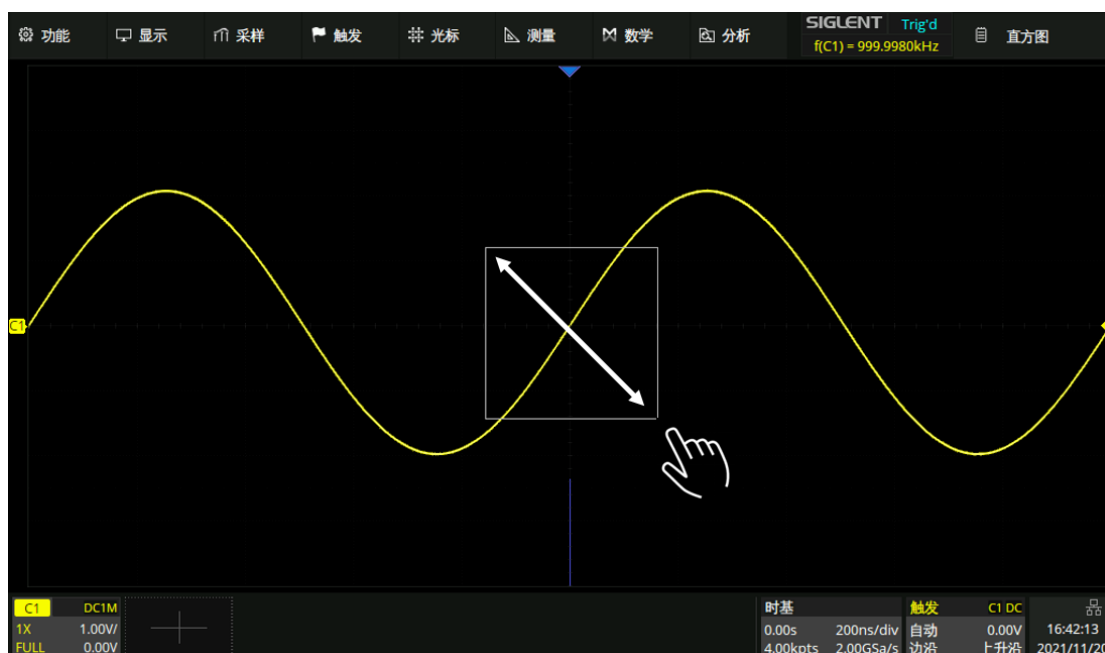 功能 显示 采样 触发 光标 测量 数学 分析 SIGLENT Trig'd 直方图
f(C1) = 999.9980kHz
C1
C1 DC1M 时基 触发 C1 DC
1X 1.00V/ 0.00s 200ns/div 自动 0.00V 16:42:13
FULL 0.00V 4.00kpts 2.00GSa/s 边沿 上升沿 2021/11/20